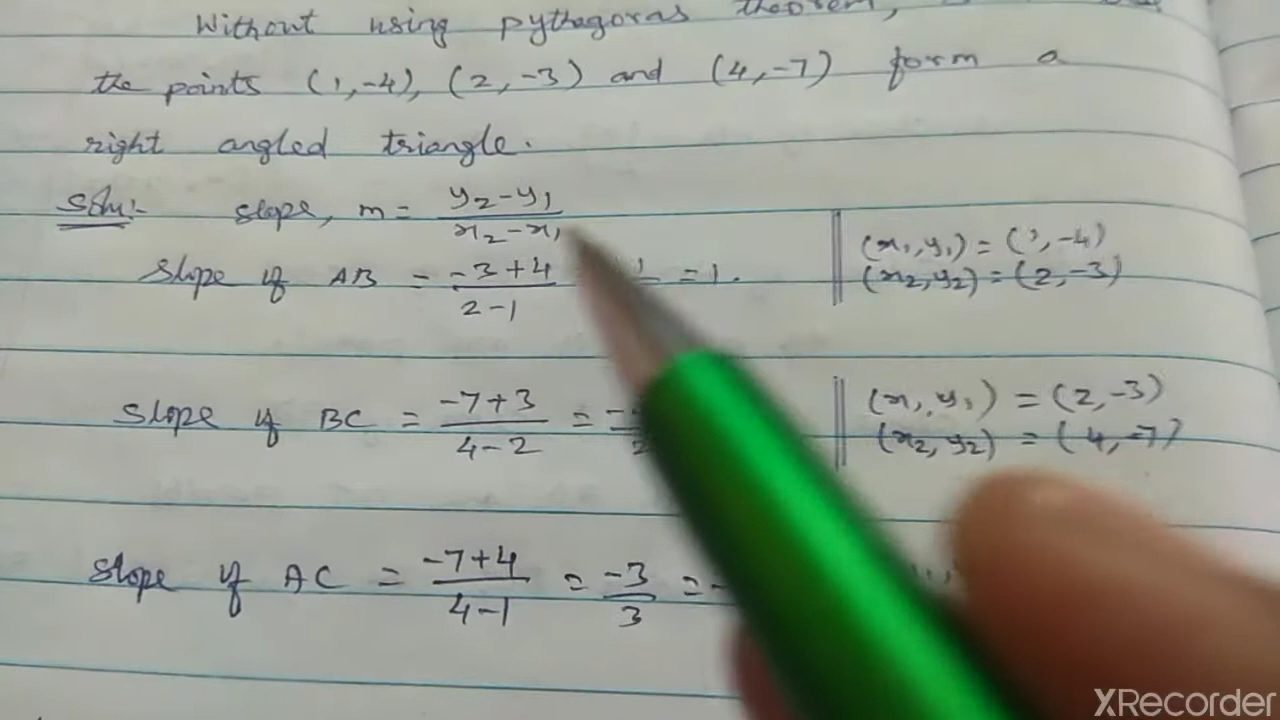 Without using pythagoras theorem,
the points (1,-4), (2,-3) and (4,-7) form a
right angled triangle.
Soln:- slope, m = y2-y1/x2-x1
(x1,y1) = (1,-4)
Slope of AB = -3+4/2-1 = 1.
(x2,y2) = (2,-3)
Slope of BC = -7+3/4-2 =
(x1,y1) = (2,-3)
(x2,y2) = (4,-7)
Slope of AC = -7+4/4-1 = -3/3 =
XRecorder